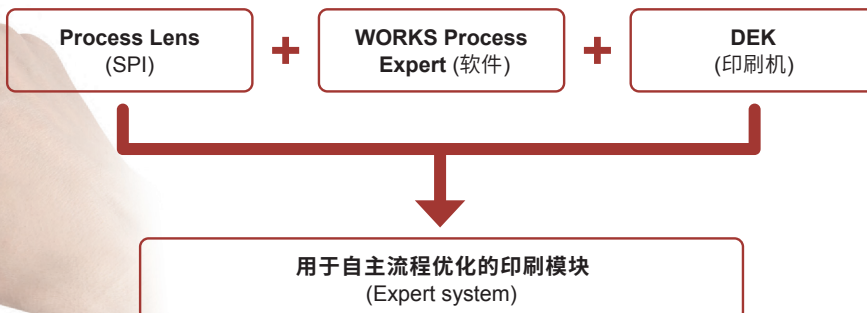 Process Lens
(SPI)
+
WORKS Process
Expert (软件)
+
DEK
(印刷机)
用于自主流程优化的印刷模块
(Expert system)